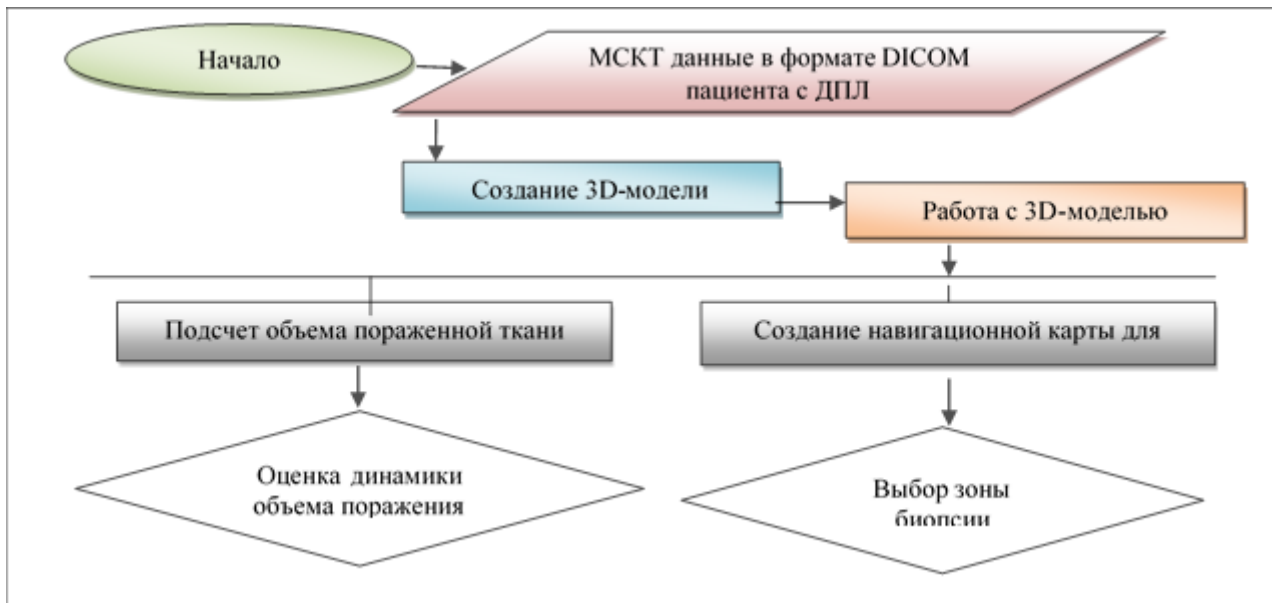 Начало
МСКТ данные в формате DICOM
пациента с ДПЛ
Создание 3D-модели
Работа с 3D-моделью
Подсчет объема пораженной ткани
Создание навигационной карты для
Оценка динамики
объема поражения
Выбор зоны
биопсии